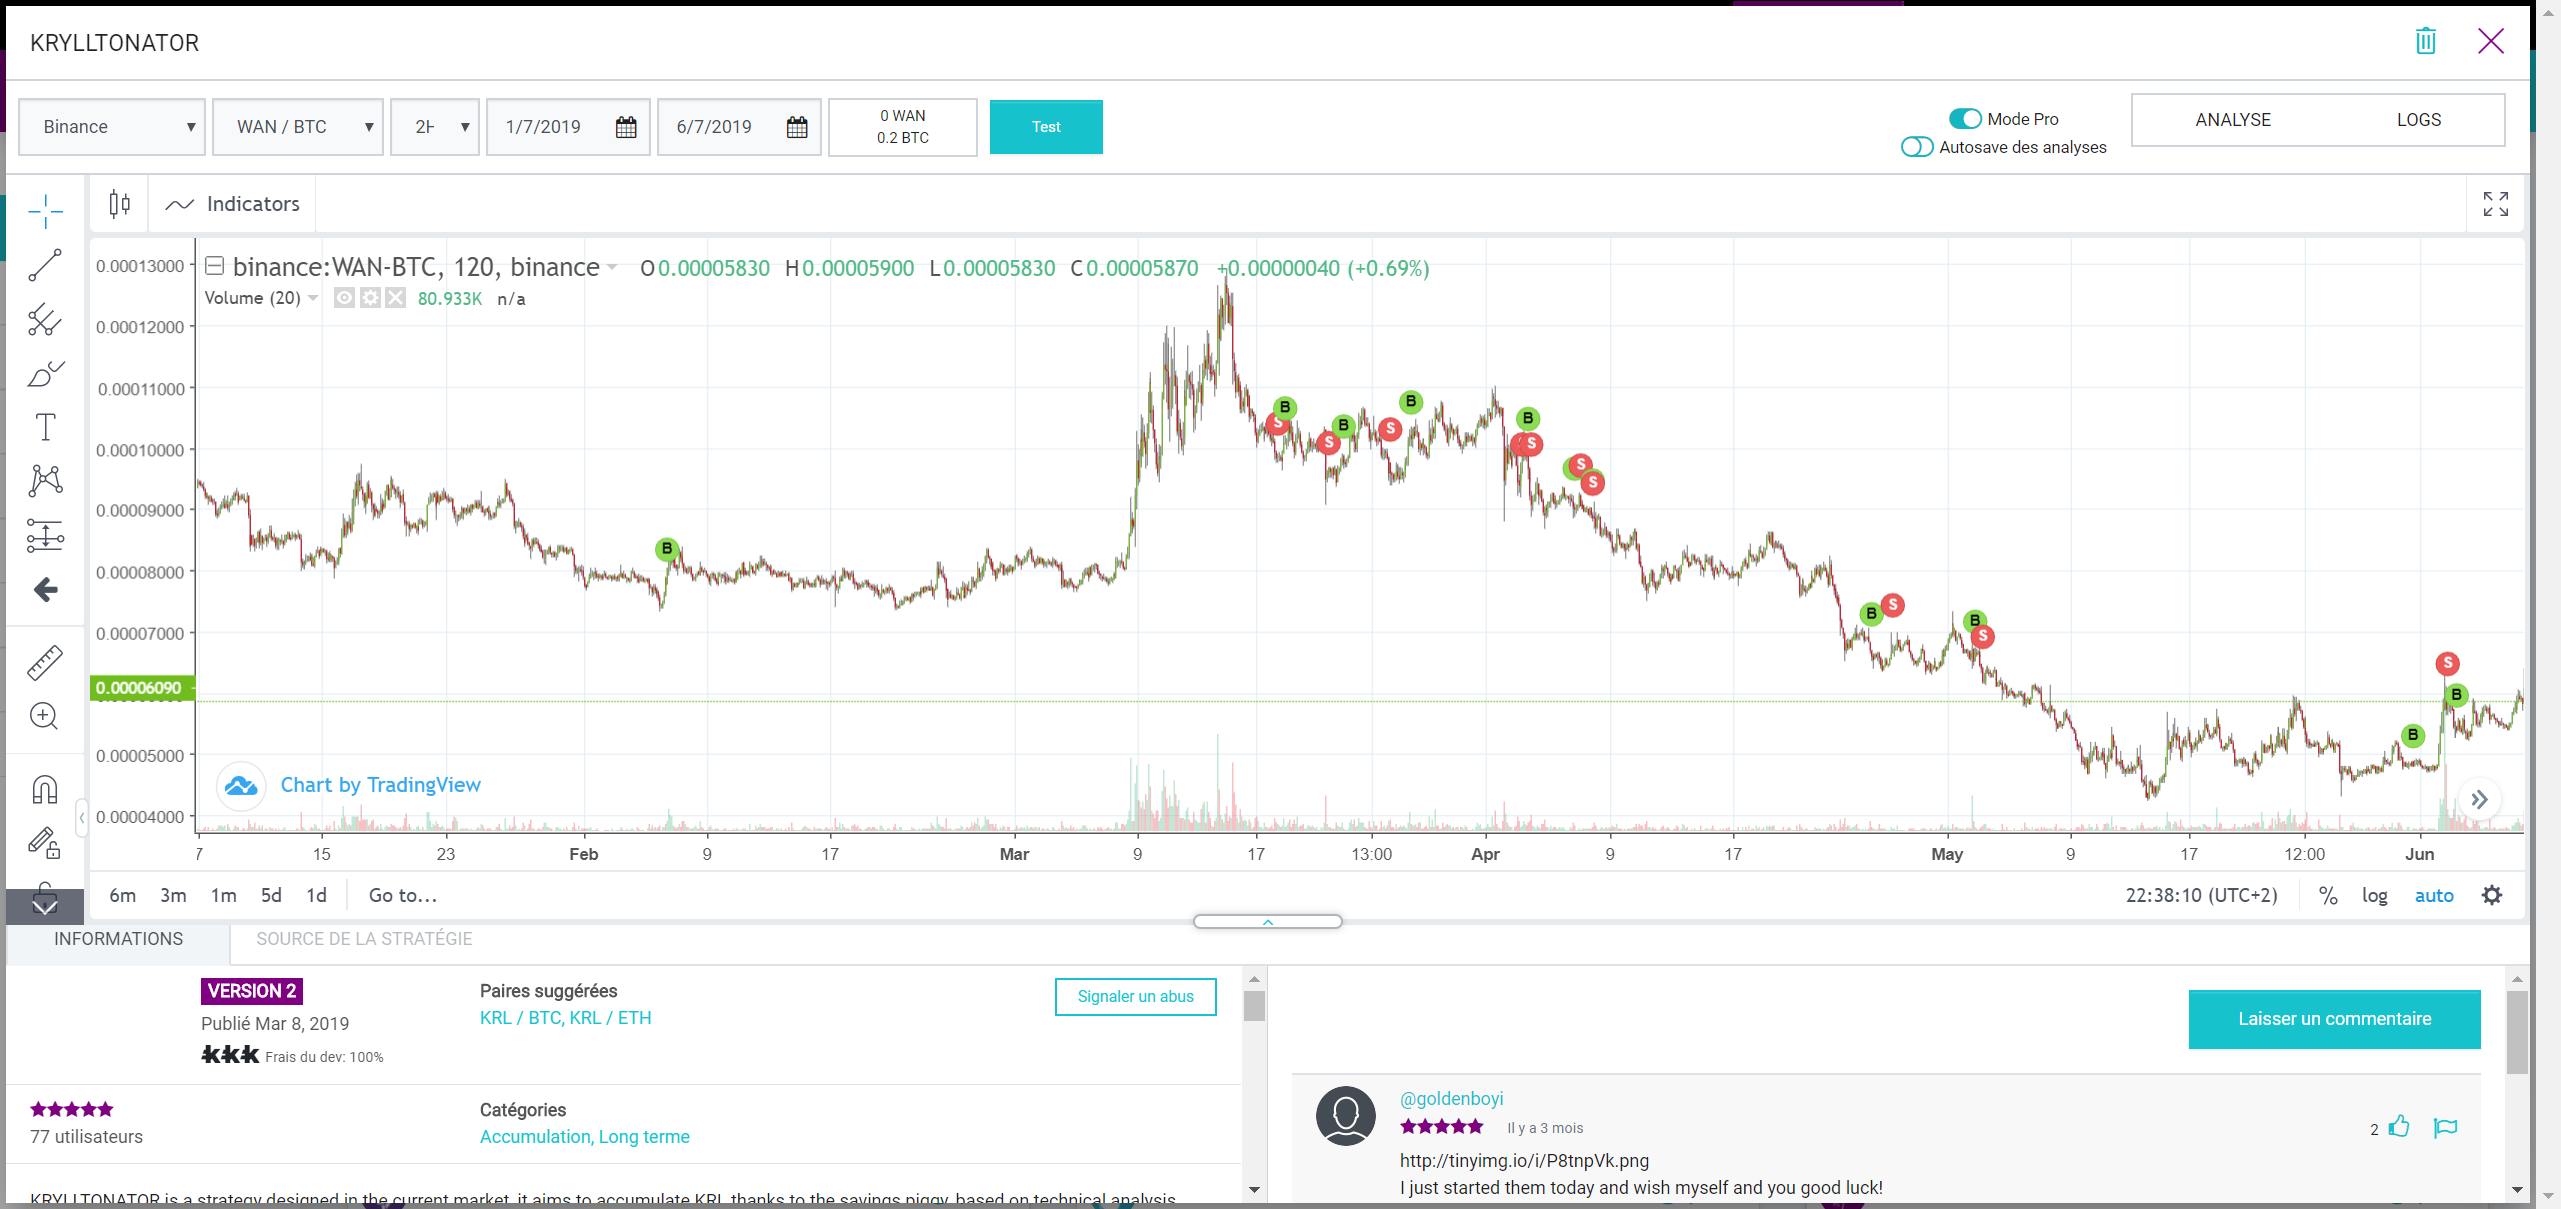 KRYLLTONATOR
Binance
WAN / BTC
2H
1/7/2019
6/7/2019
0 WAN
0.2 BTC
Test
Mode Pro
Autosave des analyses
ANALYSE
LOGS
Indicators
binance:WAN-BTC, 120, binance O0.00005830 H0.00005900 L0.00005830 C0.00005870 +0.00000040 (+0.69%)
Volume (20) 80.933K n/a
0.00013000
0.00012000
0.00011000
0.00010000
0.00009000
0.00008000
0.00007000
0.00006090
0.00005000
0.00004000
B
S
B
S
B
S
B
B
S
S
S
B
S
B
S
S
B
B
Chart by TradingView
7 15 23 Feb 9 17 Mar 9 17 13:00 Apr 9 17 May 9 17 12:00 Jun
6m 3m 1m 5d 1d Go to...
22:38:10 (UTC+2) % log auto
INFORMATIONS
SOURCE DE LA STRATÉGIE
VERSION 2
Publié Mar 8, 2019
Frais du dev: 100%
Paires suggérées
KRL / BTC, KRL / ETH
Signaler un abus
77 utilisateurs
Catégories
Accumulation, Long terme
KRYLLTONATOR is a strategy designed in the current market, it aims to accumulate KRL thanks to the savings piggy, based on technical analysis
Laisser un commentaire
@goldenboyi
Il y a 3 mois
2
http://tinyimg.io/i/P8tnpVk.png
I just started them today and wish myself and you good luck!